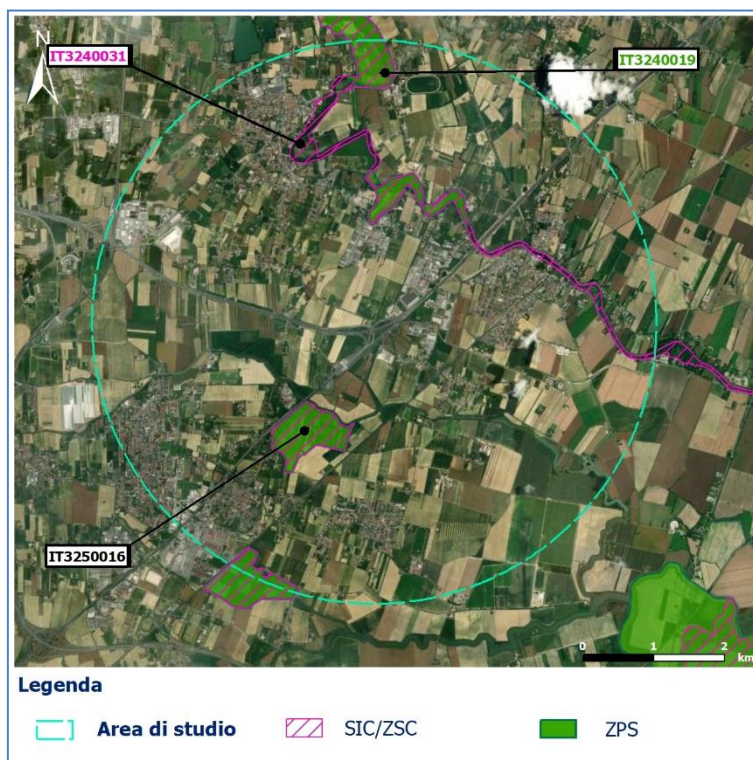 N
IT3240031
IT3240019
IT3250016
0 1 2
km
Legenda
Area di studio SIC/ZSC ZPS